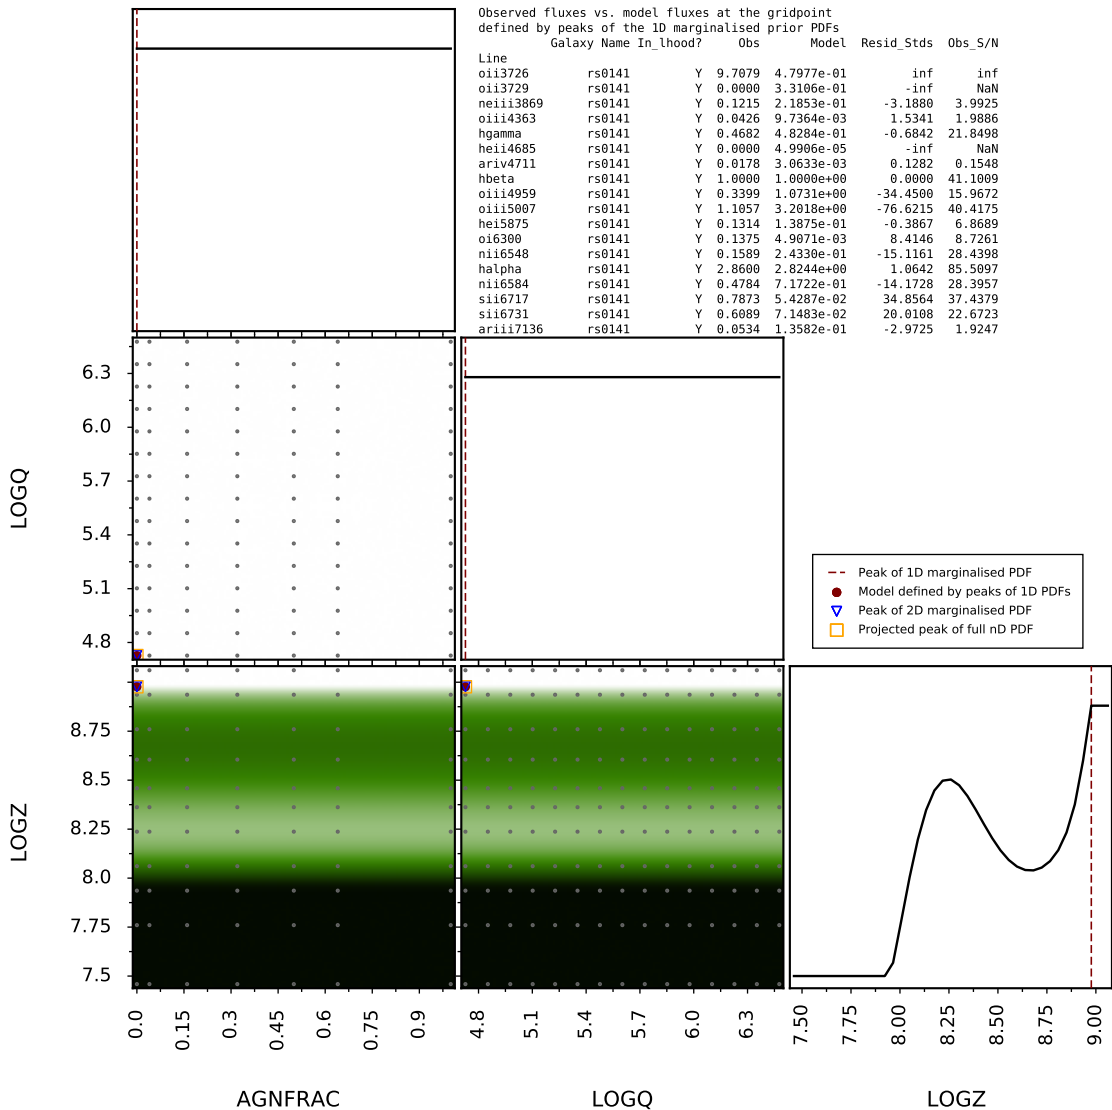 Observed fluxes vs. model fluxes at the gridpoint
defined by peaks of the 1D marginalised prior PDFs
Galaxy Name In_lhood? Obs Model Resid_Stds Obs_S/N
Line
oii3726 rs0141 Y 9.7079 4.7977e-01 inf inf
oii3729 rs0141 Y 0.0000 3.3106e-01 -inf NaN
neiii3869 rs0141 Y 0.1215 2.1853e-01 -3.1880 3.9925
oiii4363 rs0141 Y 0.0426 9.7364e-03 1.5341 1.9886
hgamma rs0141 Y 0.4682 4.8284e-01 -0.6842 21.8498
heii4685 rs0141 Y 0.0000 4.9906e-05 -inf NaN
ariv4711 rs0141 Y 0.0178 3.0633e-03 0.1282 0.1548
hbeta rs0141 Y 1.0000 1.0000e+00 0.0000 41.1009
oiii4959 rs0141 Y 0.3399 1.0731e+00 -34.4500 15.9672
oiii5007 rs0141 Y 1.1057 3.2018e+00 -76.6215 40.4175
hei5875 rs0141 Y 0.1314 1.3875e-01 -0.3867 6.8689
oi6300 rs0141 Y 0.1375 4.9071e-03 8.4146 8.7261
nii6548 rs0141 Y 0.1589 2.4330e-01 -15.1161 28.4398
halpha rs0141 Y 2.8600 2.8244e+00 1.0642 85.5097
nii6584 rs0141 Y 0.4784 7.1722e-01 -14.1728 28.3957
sii6717 rs0141 Y 0.7873 5.4287e-02 34.8564 37.4379
sii6731 rs0141 Y 0.6089 7.1483e-02 20.0108 22.6723
ariii7136 rs0141 Y 0.0534 1.3582e-01 -2.9725 1.9247
LOGQ
6.3
6.0
5.7
5.4
5.1
4.8
Peak of 1D marginalised PDF
Model defined by peaks of 1D PDFs
Peak of 2D marginalised PDF
Projected peak of full nD PDF
LOGZ
8.75
8.5
8.25
8.0
7.75
7.5
0.0 0.15 0.3 0.45 0.6 0.75 0.9
4.8 5.1 5.4 5.7 6.0 6.3
7.50 7.75 8.00 8.25 8.50 8.75 9.00
AGNFRAC
LOGQ
LOGZ